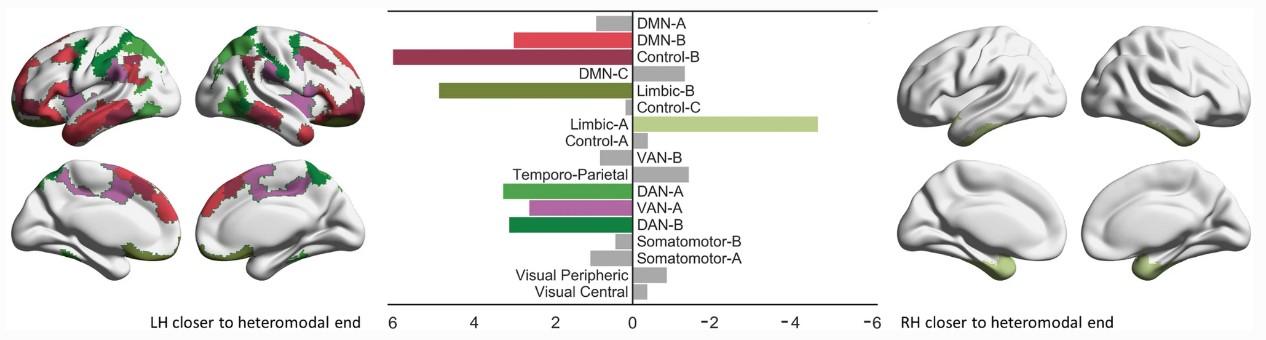 DMN-A
DMN-B
Control-B
DMN-C
Limbic-B
Control-C
Limbic-A
Control-A
VAN-B
Temporo-Parietal
DAN-A
VAN-A
DAN-B
Somatomotor-B
Somatomotor-A
Visual Peripheric
Visual Central
LH closer to heteromodal end
6 4 2 0 -2 -4 -6
RH closer to heteromodal end